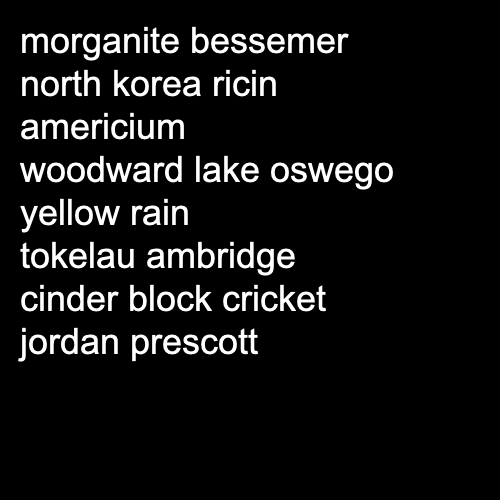 morganite bessemer
north korea ricin
americium
woodward lake oswego
yellow rain
tokelau ambridge
cinder block cricket
jordan prescott